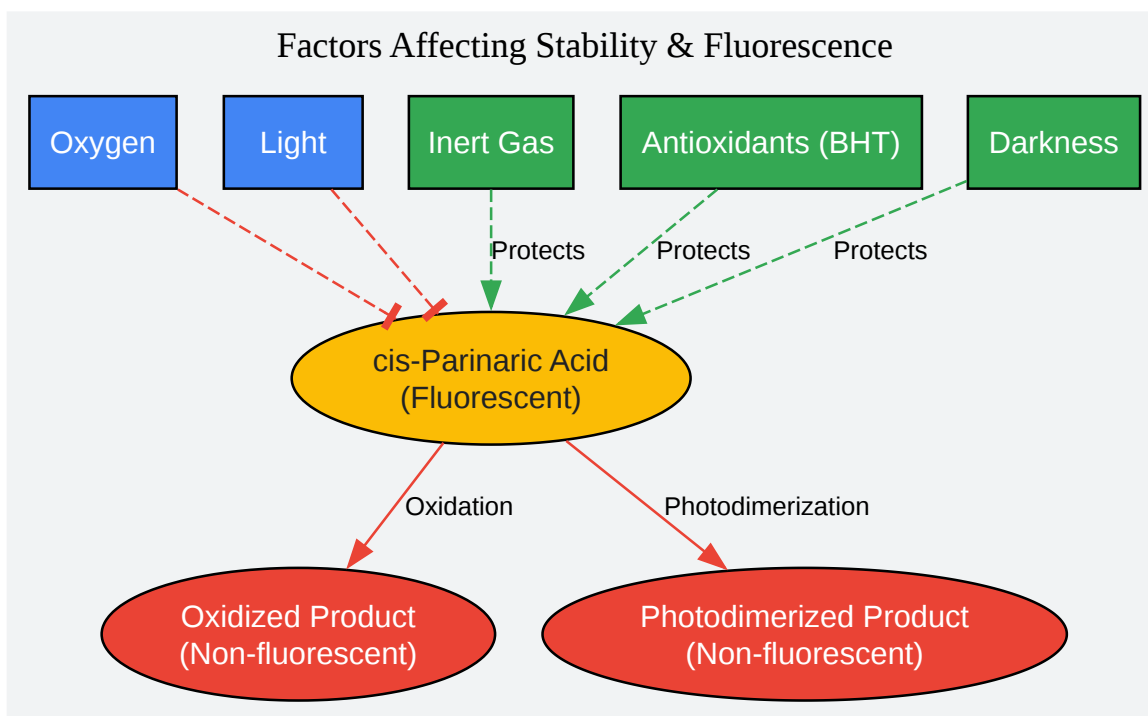 Factors Affecting Stability & Fluorescence
Oxygen
Light
Inert Gas
Antioxidants (BHT)
Darkness
Protects
Protects
Protects
cis-Parinaric Acid
(Fluorescent)
Oxidation
Photodimerization
Oxidized Product
(Non-fluorescent)
Photodimerized Product
(Non-fluorescent)